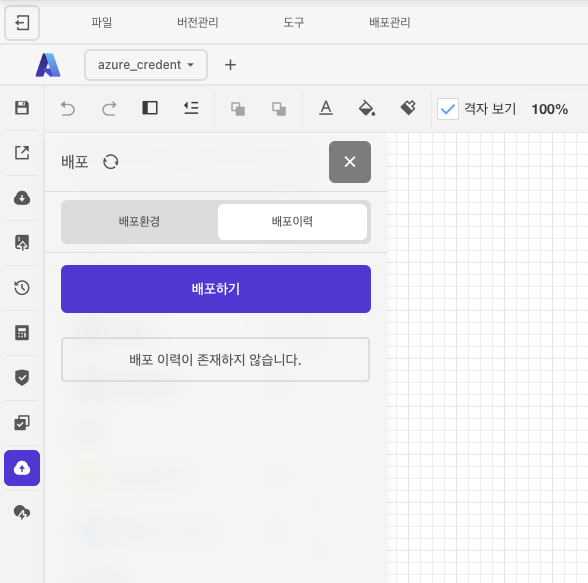 파일 버전관리 도구 배포관리
azure_credent
격자 보기 100%
배포
배포환경 배포이력
배포하기
배포 이력이 존재하지 않습니다.